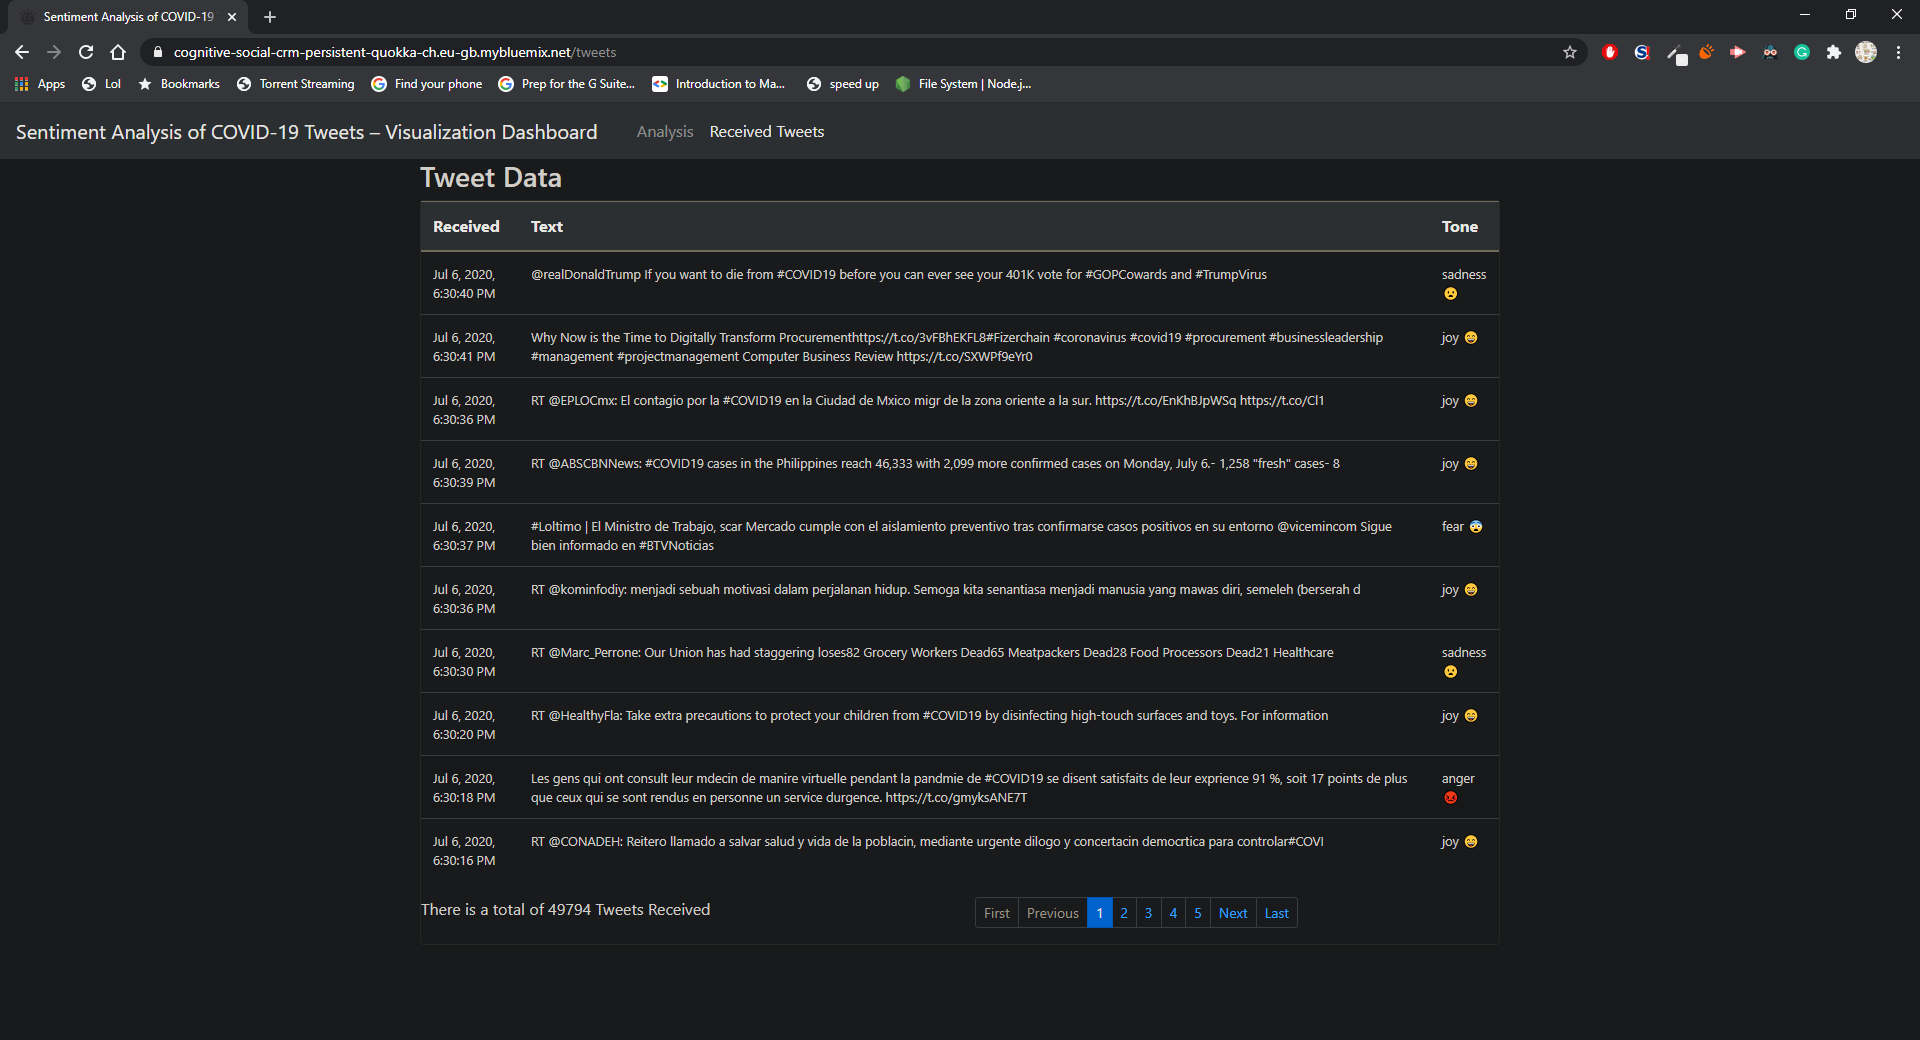 Sentiment Analysis of COVID-19
cognitive-social-crm-persistent-quokka-ch.eu-gb.mybluemix.net/tweets
Apps Lol Bookmarks Torrent Streaming Find your phone Prep for the G Suite... Introduction to Ma... speed up File System | Node.j...
Sentiment Analysis of COVID-19 Tweets – Visualization Dashboard Analysis Received Tweets
Tweet Data
Received Text Tone
Jul 6, 2020, @realDonaldTrump If you want to die from #COVID19 before you can ever see your 401K vote for #GOPCowards and #TrumpVirus sadness
6:30:40 PM 😦
Jul 6, 2020, Why Now is the Time to Digitally Transform Procurementhttps://t.co/3vFBhEKFL8#Fizerchain #coronavirus #covid19 #procurement #businessleadership joy 😄
6:30:41 PM #management #projectmanagement Computer Business Review https://t.co/SXWPf9eYr0
Jul 6, 2020, RT @EPLOCmx: El contagio por la #COVID19 en la Ciudad de Mxico migr de la zona oriente a la sur. https://t.co/EnKhBJpWSq https://t.co/Cl1 joy 😄
6:30:36 PM
Jul 6, 2020, RT @ABSCBNNews: #COVID19 cases in the Philippines reach 46,333 with 2,099 more confirmed cases on Monday, July 6.- 1,258 "fresh" cases- 8 joy 😄
6:30:39 PM
Jul 6, 2020, #Loltimo | El Ministro de Trabajo, scar Mercado cumple con el aislamiento preventivo tras confirmarse casos positivos en su entorno @vicemincom Sigue fear 😨
6:30:37 PM bien informado en #BTVNoticias
Jul 6, 2020, RT @kominfodiy: menjadi sebuah motivasi dalam perjalanan hidup. Semoga kita senantiasa menjadi manusia yang mawas diri, semeleh (berserah d joy 😄
6:30:36 PM
Jul 6, 2020, RT @Marc_Perrone: Our Union has had staggering loses82 Grocery Workers Dead65 Meatpackers Dead28 Food Processors Dead21 Healthcare sadness
6:30:30 PM 😦
Jul 6, 2020, RT @HealthyFla: Take extra precautions to protect your children from #COVID19 by disinfecting high-touch surfaces and toys. For information joy 😄
6:30:20 PM
Jul 6, 2020, Les gens qui ont consult leur mdecin de manire virtuelle pendant la pandmie de #COVID19 se disent satisfaits de leur exprience 91 %, soit 17 points de plus anger
6:30:18 PM que ceux qui se sont rendus en personne un service durgence. https://t.co/gmyksANE7T 😡
Jul 6, 2020, RT @CONADEH: Reitero llamado a salvar salud y vida de la poblacin, mediante urgente dilogo y concertacin democrtica para controlar#COVI joy 😄
6:30:16 PM
There is a total of 49794 Tweets Received First Previous 1 2 3 4 5 Next Last